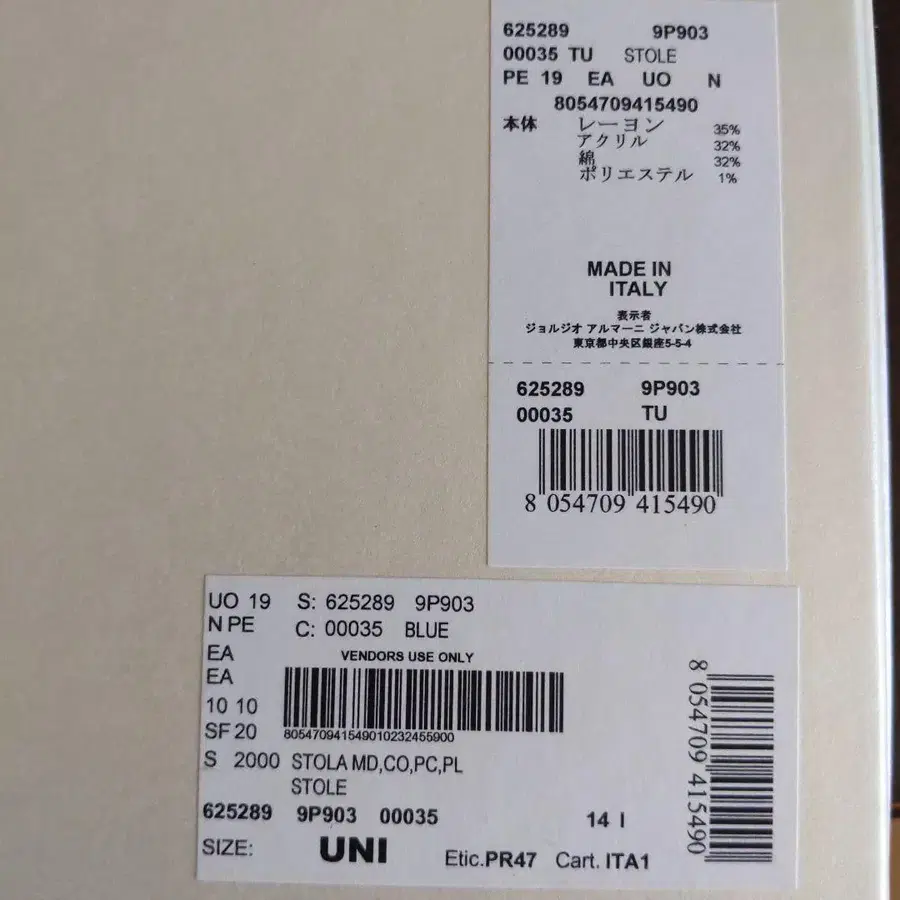 625289 9P903
00035 TU STOLE
PE 19 EA UO N
8054709415490
本体 レーヨン 35%
アクリル 32%
綿 32%
ポリエステル 1%
MADE IN
ITALY
表示者
ジョルジオ アルマーニ ジャパン株式会社
東京都中央区銀座5-5-4
625289 9P903
00035 TU
8 054709 415490
UO 19 S: 625289 9P903
N PE C: 00035 BLUE
EA VENDORS USE ONLY
EA
10 10
SF 20 805470941549010232455900
S 2000 STOLA MD,CO,PC,PL
STOLE
625289 9P903 00035 14 I
SIZE: UNI Etic.PR47 Cart. ITA1
8 054709 415490